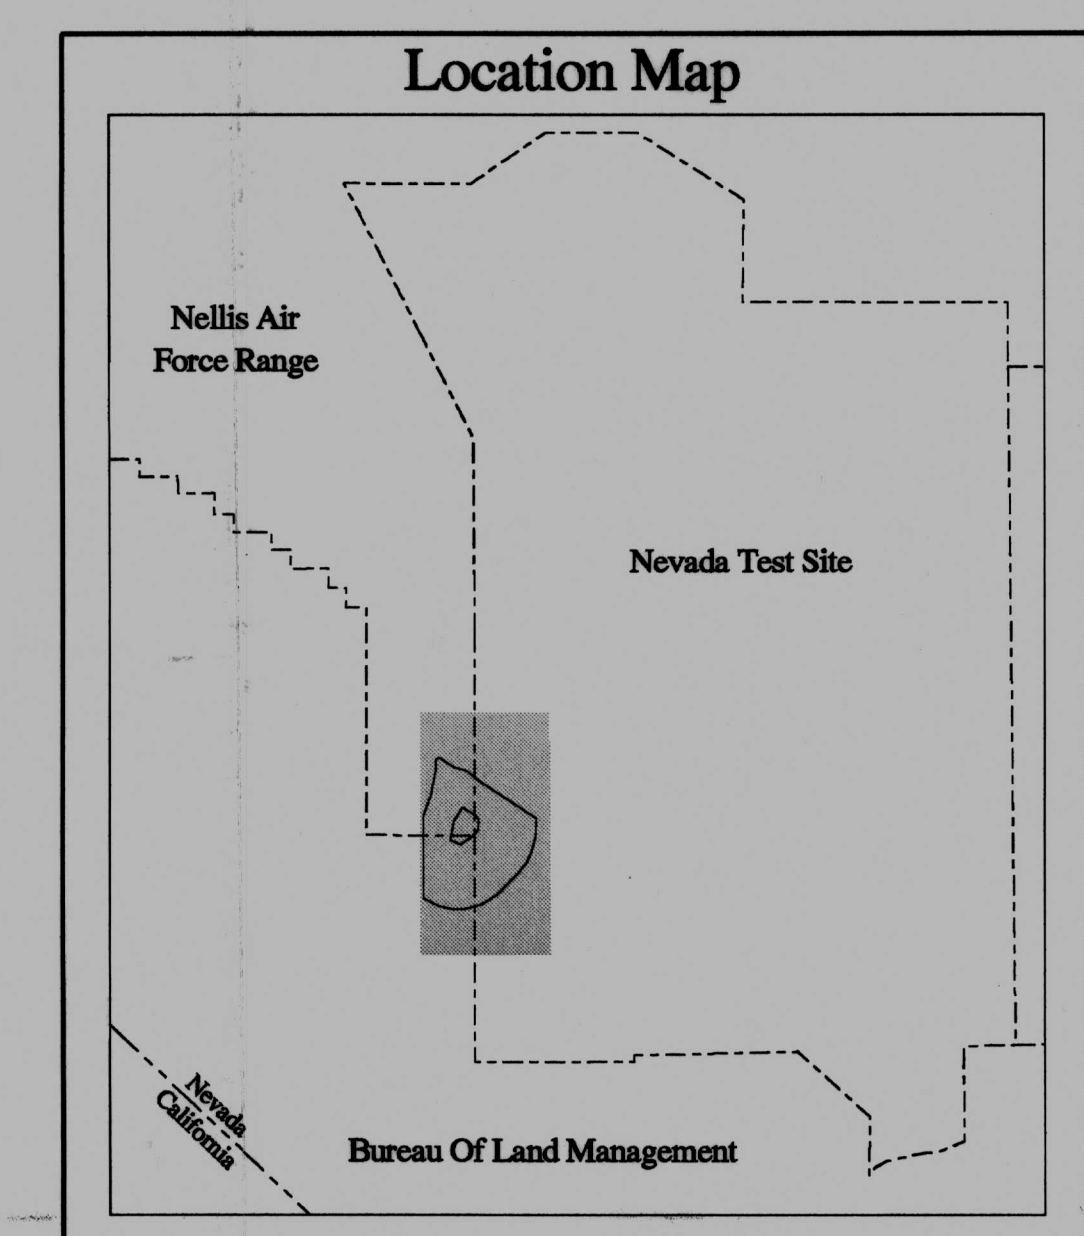 Location Map
Nellis Air
Force Range
Nevada Test Site
Nevada
California
Bureau Of Land Management